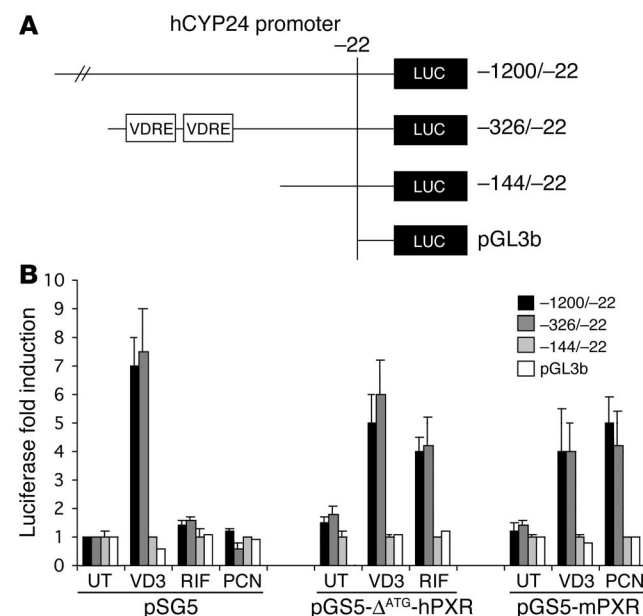 A
hCYP24 promoter
–22
LUC –1200/–22
VDRE VDRE LUC –326/–22
LUC –144/–22
LUC pGL3b
B
Luciferase fold induction
10
9
8
7
6
5
4
3
2
1
0
–1200/–22
–326/–22
–144/–22
pGL3b
UT VD3 RIF PCN UT VD3 RIF UT VD3 PCN
pSG5 pGS5-ΔATG-hPXR pGS5-mPXR